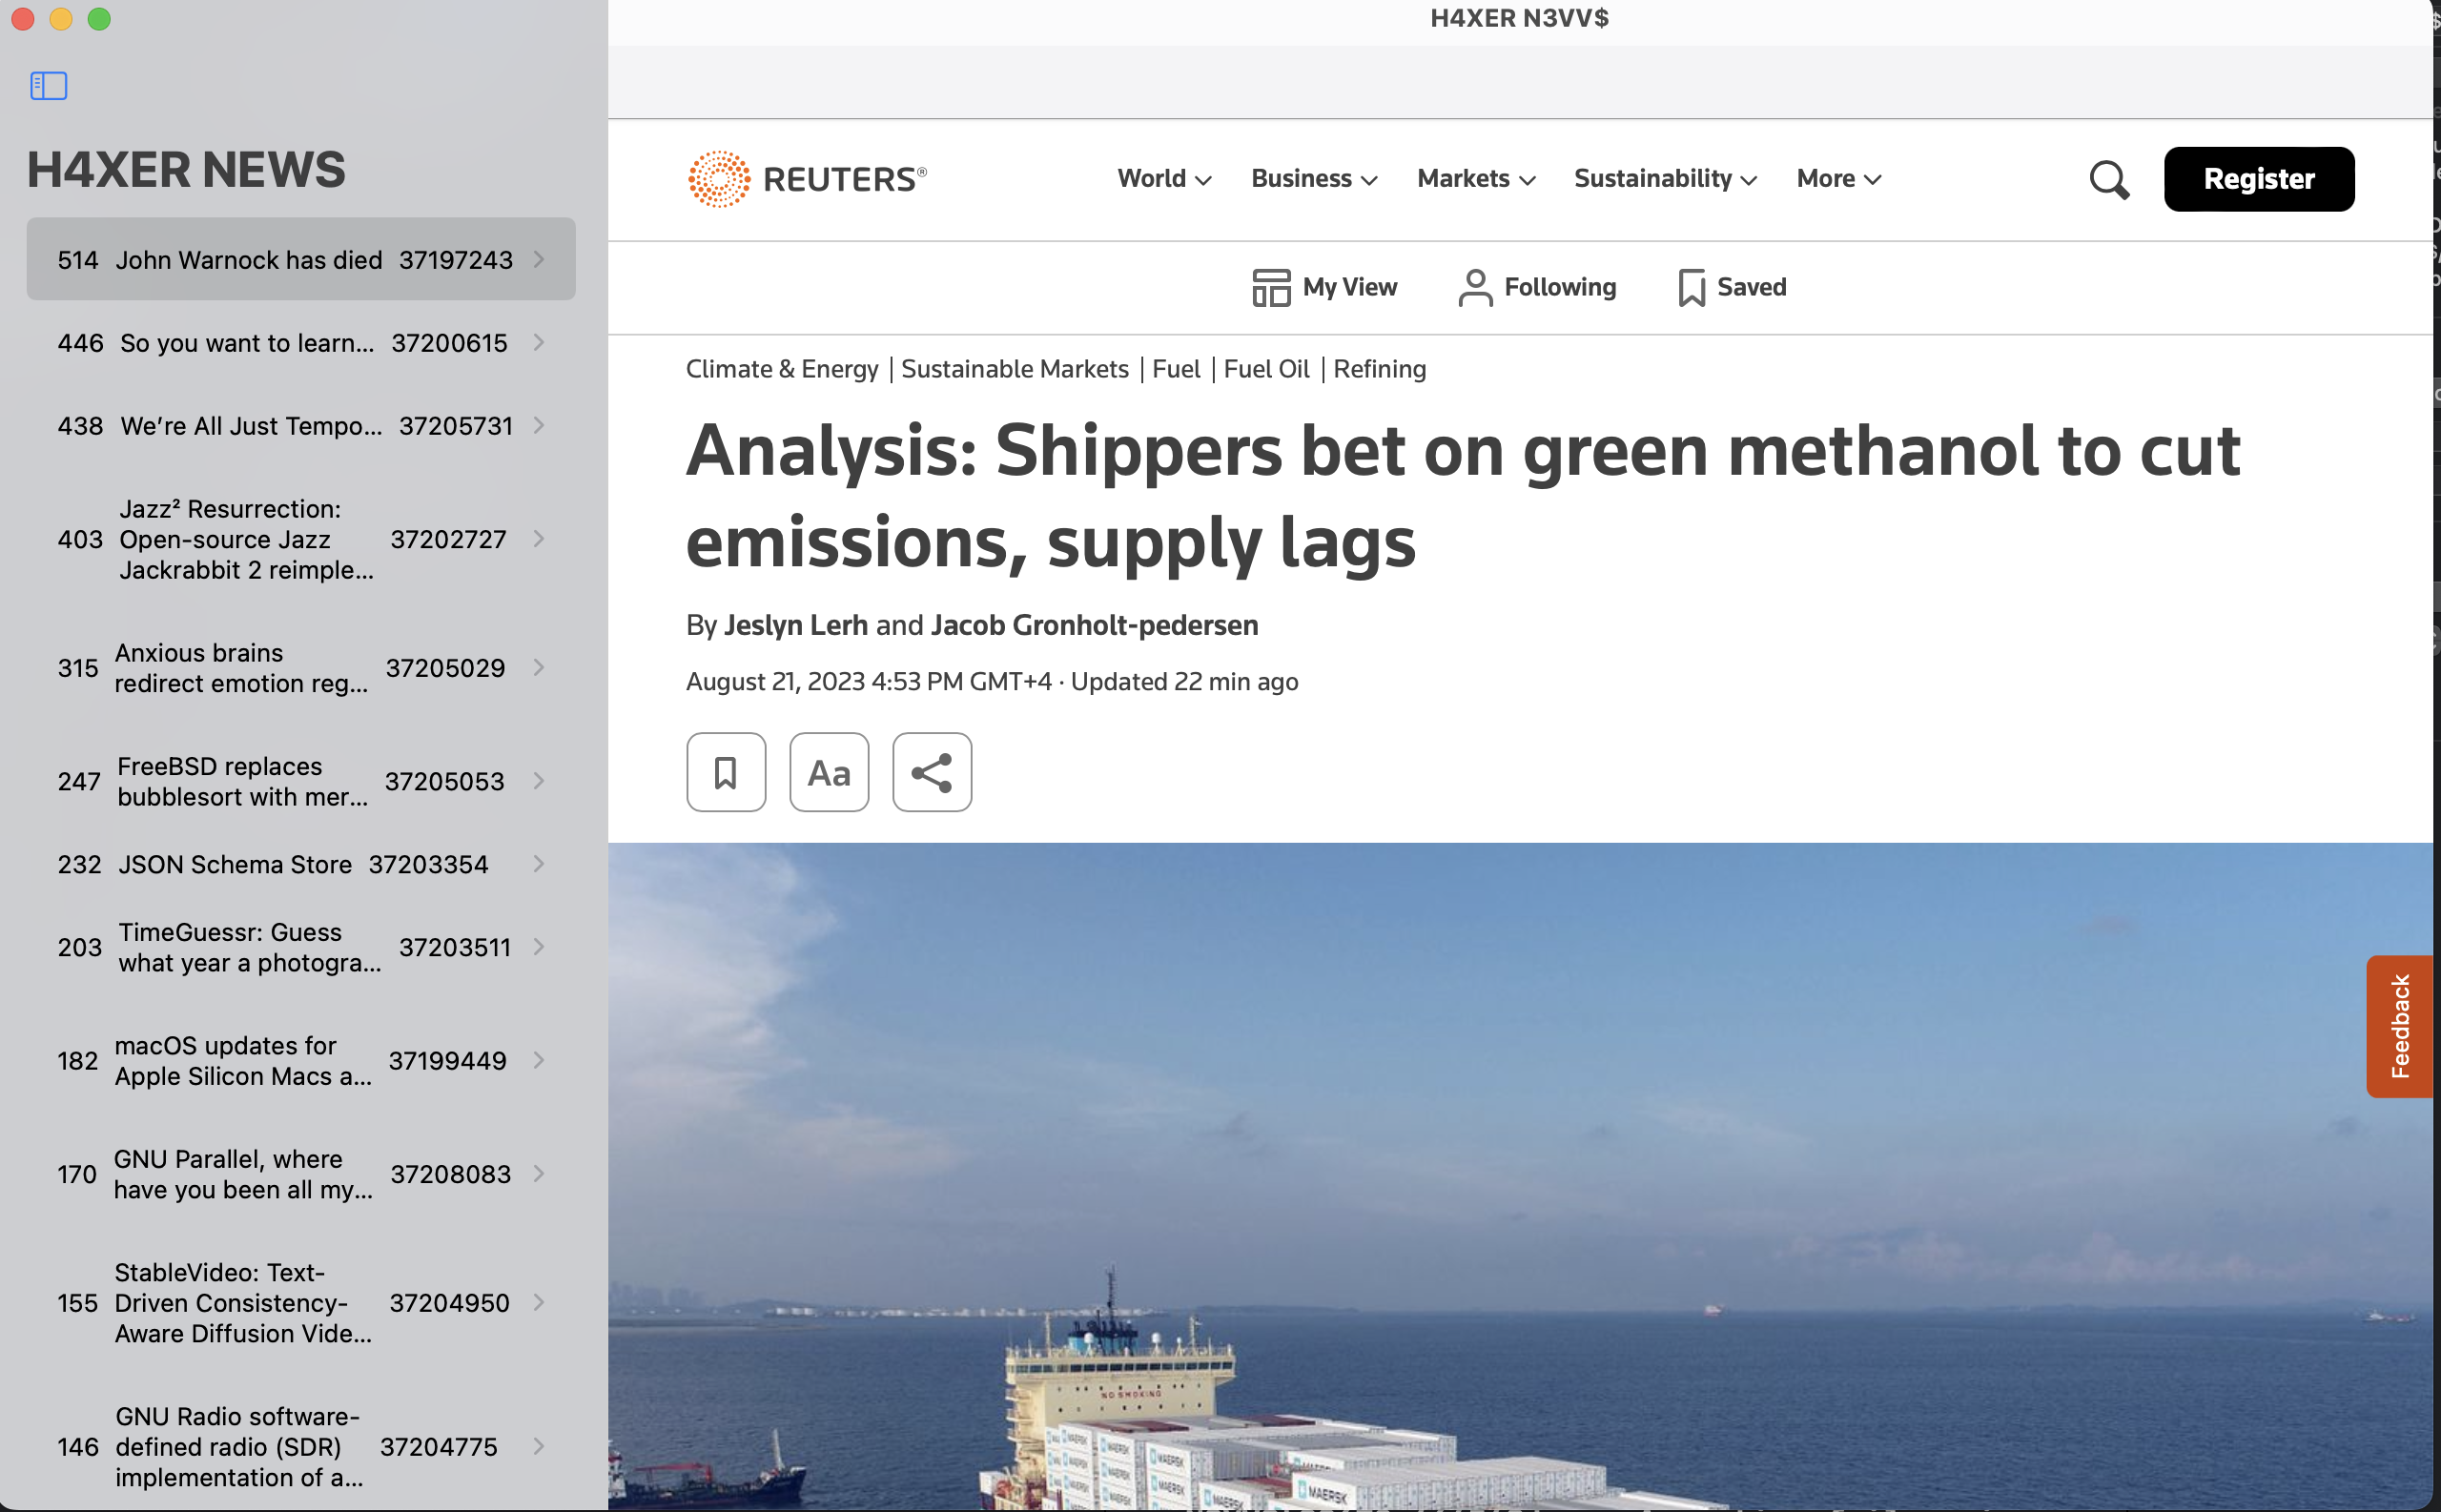 H4XER N3VV$
H4XER NEWS
514 John Warnock has died 37197243
446 So you want to learn... 37200615
438 We’re All Just Tempo... 37205731
403 Jazz² Resurrection:
Open-source Jazz
Jackrabbit 2 reimple...
37202727
315 Anxious brains
redirect emotion reg...
37205029
247 FreeBSD replaces
bubblesort with mer...
37205053
232 JSON Schema Store 37203354
203 TimeGuessr: Guess
what year a photogra...
37203511
182 macOS updates for
Apple Silicon Macs a...
37199449
170 GNU Parallel, where
have you been all my...
37208083
155 StableVideo: Text-
Driven Consistency-
Aware Diffusion Vide...
37204950
146 GNU Radio software-
defined radio (SDR)
implementation of a...
37204775
REUTERS®
World Business Markets Sustainability More
Register
My View Following Saved
Climate & Energy | Sustainable Markets | Fuel | Fuel Oil | Refining
Analysis: Shippers bet on green methanol to cut
emissions, supply lags
By Jeslyn Lerh and Jacob Gronholt-pedersen
August 21, 2023 4:53 PM GMT+4 · Updated 22 min ago
Aa
Feedback
NO SMOKING
MAERSK MAERSK MAERSK
MAERSK
MAERSK
MAERSK